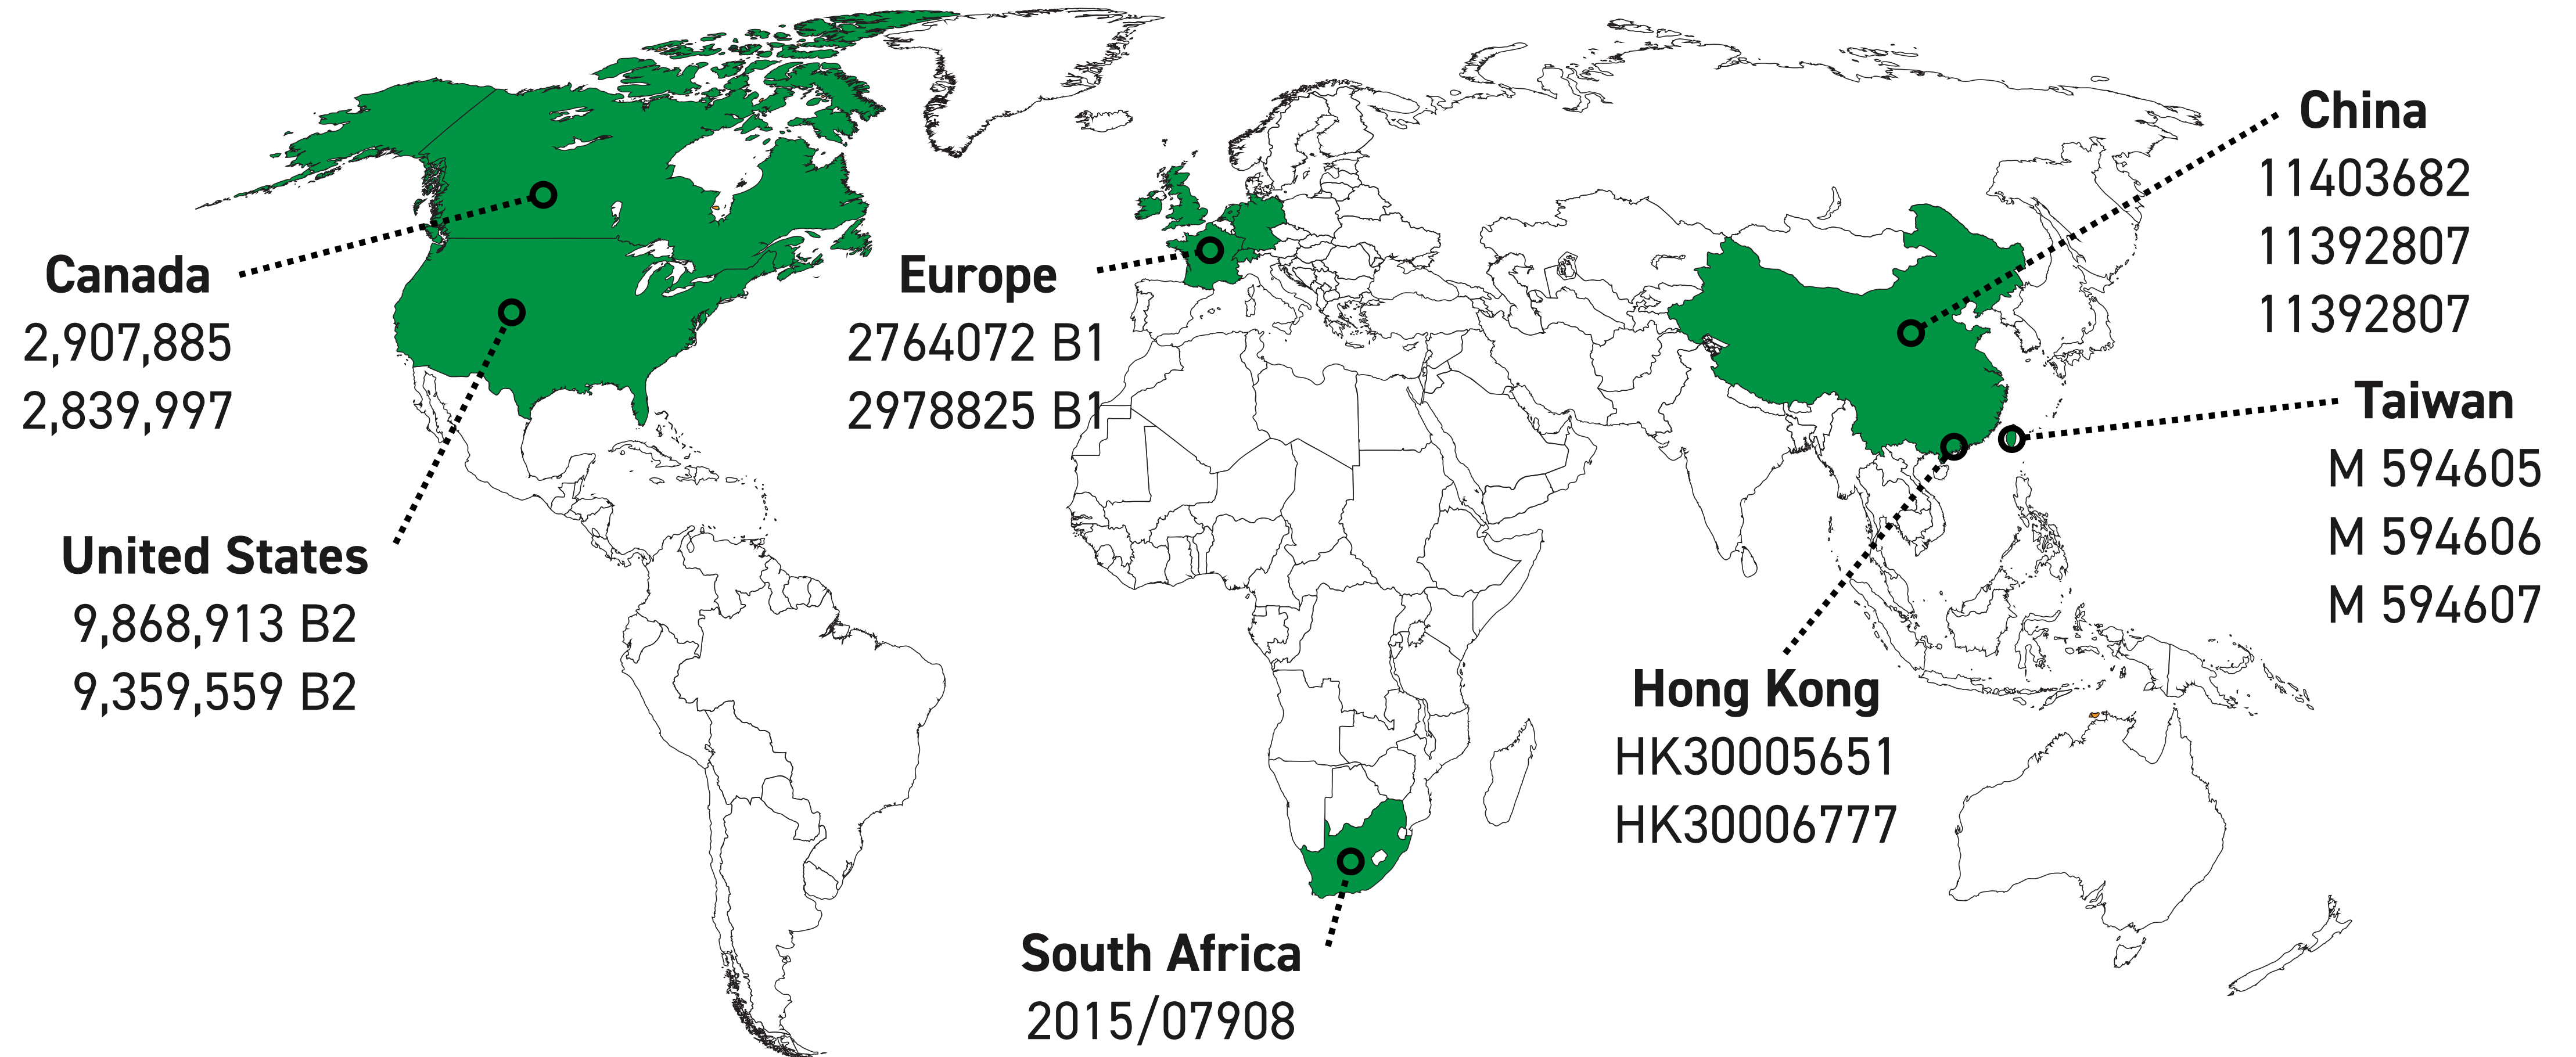 Canada
2,907,885
2,839,997
United States
9,868,913 B2
9,359,559 B2
Europe
2764072 B1
2978825 B1
South Africa
2015/07908
China
11403682
11392807
11392807
Taiwan
M 594605
M 594606
M 594607
Hong Kong
HK30005651
HK30006777